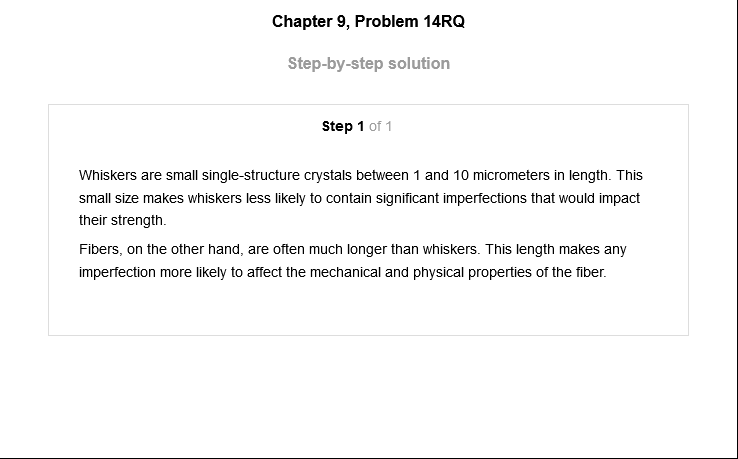 Chapter 9, Problem 14RQ
Step-by-step solution
Step 1 of 1
Whiskers are small single-structure crystals between 1 and 10 micrometers in length. This
small size makes whiskers less likely to contain significant imperfections that would impact
their strength.
Fibers, on the other hand, are often much longer than whiskers. This length makes any
imperfection more likely to affect the mechanical and physical properties of the fiber.